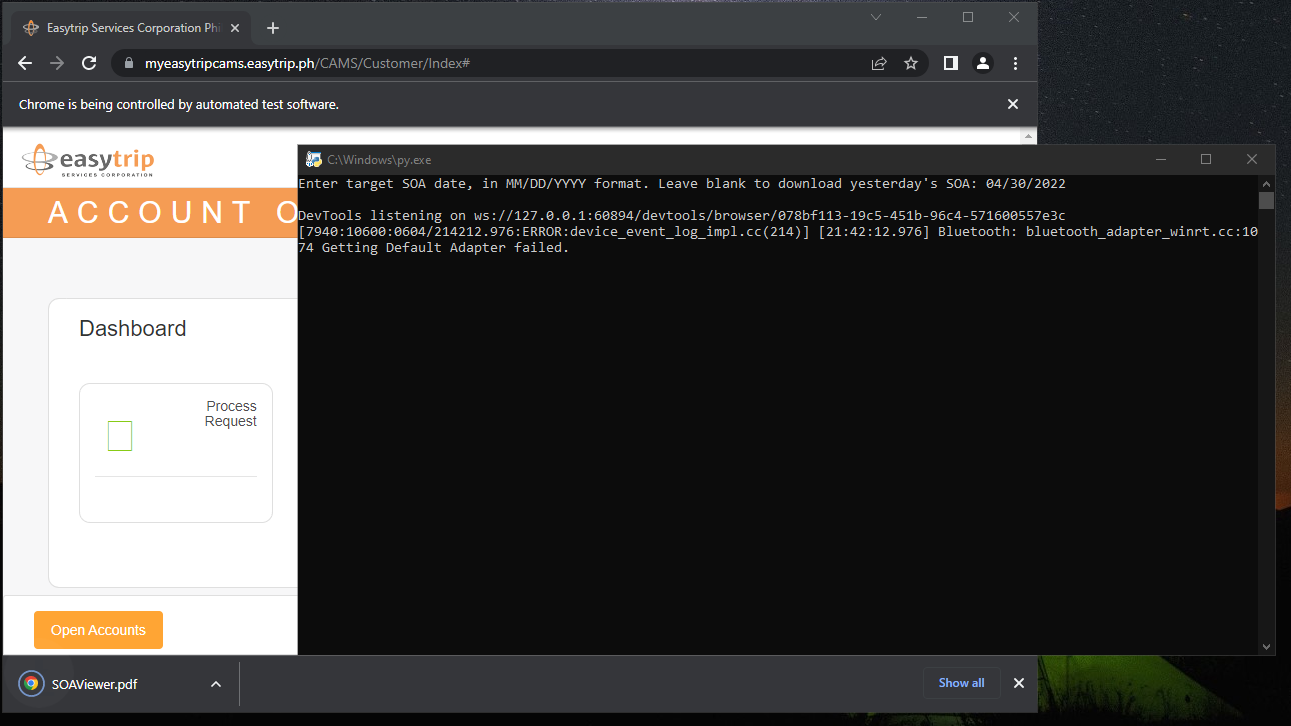 Easytrip Services Corporation Phi
myeasytripcams.easytrip.ph/CAMS/Customer/Index#
Chrome is being controlled by automated test software.
easytrip
SERVICES CORPORATION
ACCOUNT O
Dashboard
Process
Request
Open Accounts
C:\Windows\py.exe
Enter target SOA date, in MM/DD/YYYY format. Leave blank to download yesterday's SOA: 04/30/2022
DevTools listening on ws://127.0.0.1:60894/devtools/browser/078bf113-19c5-451b-96c4-571600557e3c
[7940:10600:0604/214212.976:ERROR:device_event_log_impl.cc(214)] [21:42:12.976] Bluetooth: bluetooth_adapter_winrt.cc:10
74 Getting Default Adapter failed.
SOAViewer.pdf
Show all